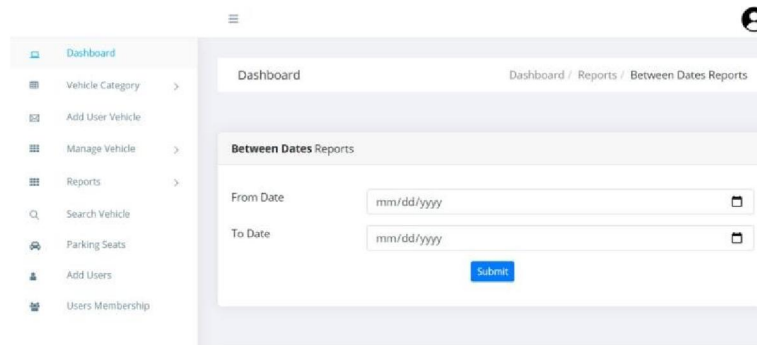 Dashboard
Vehicle Category
Add User Vehicle
Manage Vehicle
Reports
Search Vehicle
Parking Seats
Add Users
Users Membership
Dashboard
Dashboard / Reports / Between Dates Reports
Between Dates Reports
From Date
mm/dd/yyyy
To Date
mm/dd/yyyy
Submit